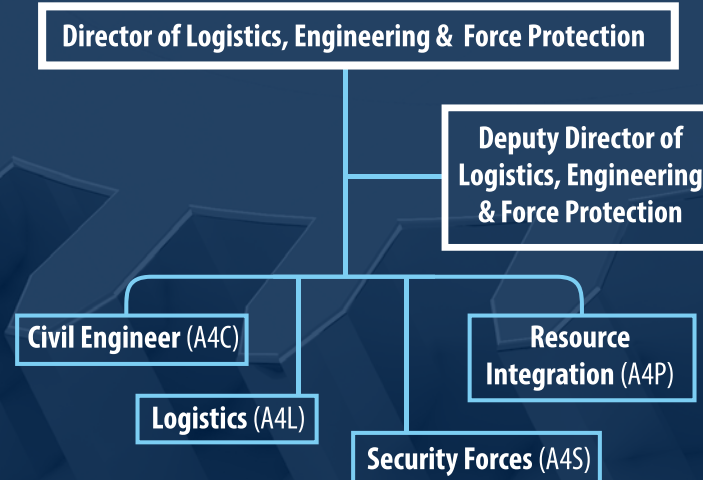 Director of Logistics, Engineering & Force Protection
Deputy Director of
Logistics, Engineering
& Force Protection
Civil Engineer (A4C)
Resource
Integration (A4P)
Logistics (A4L)
Security Forces (A4S)